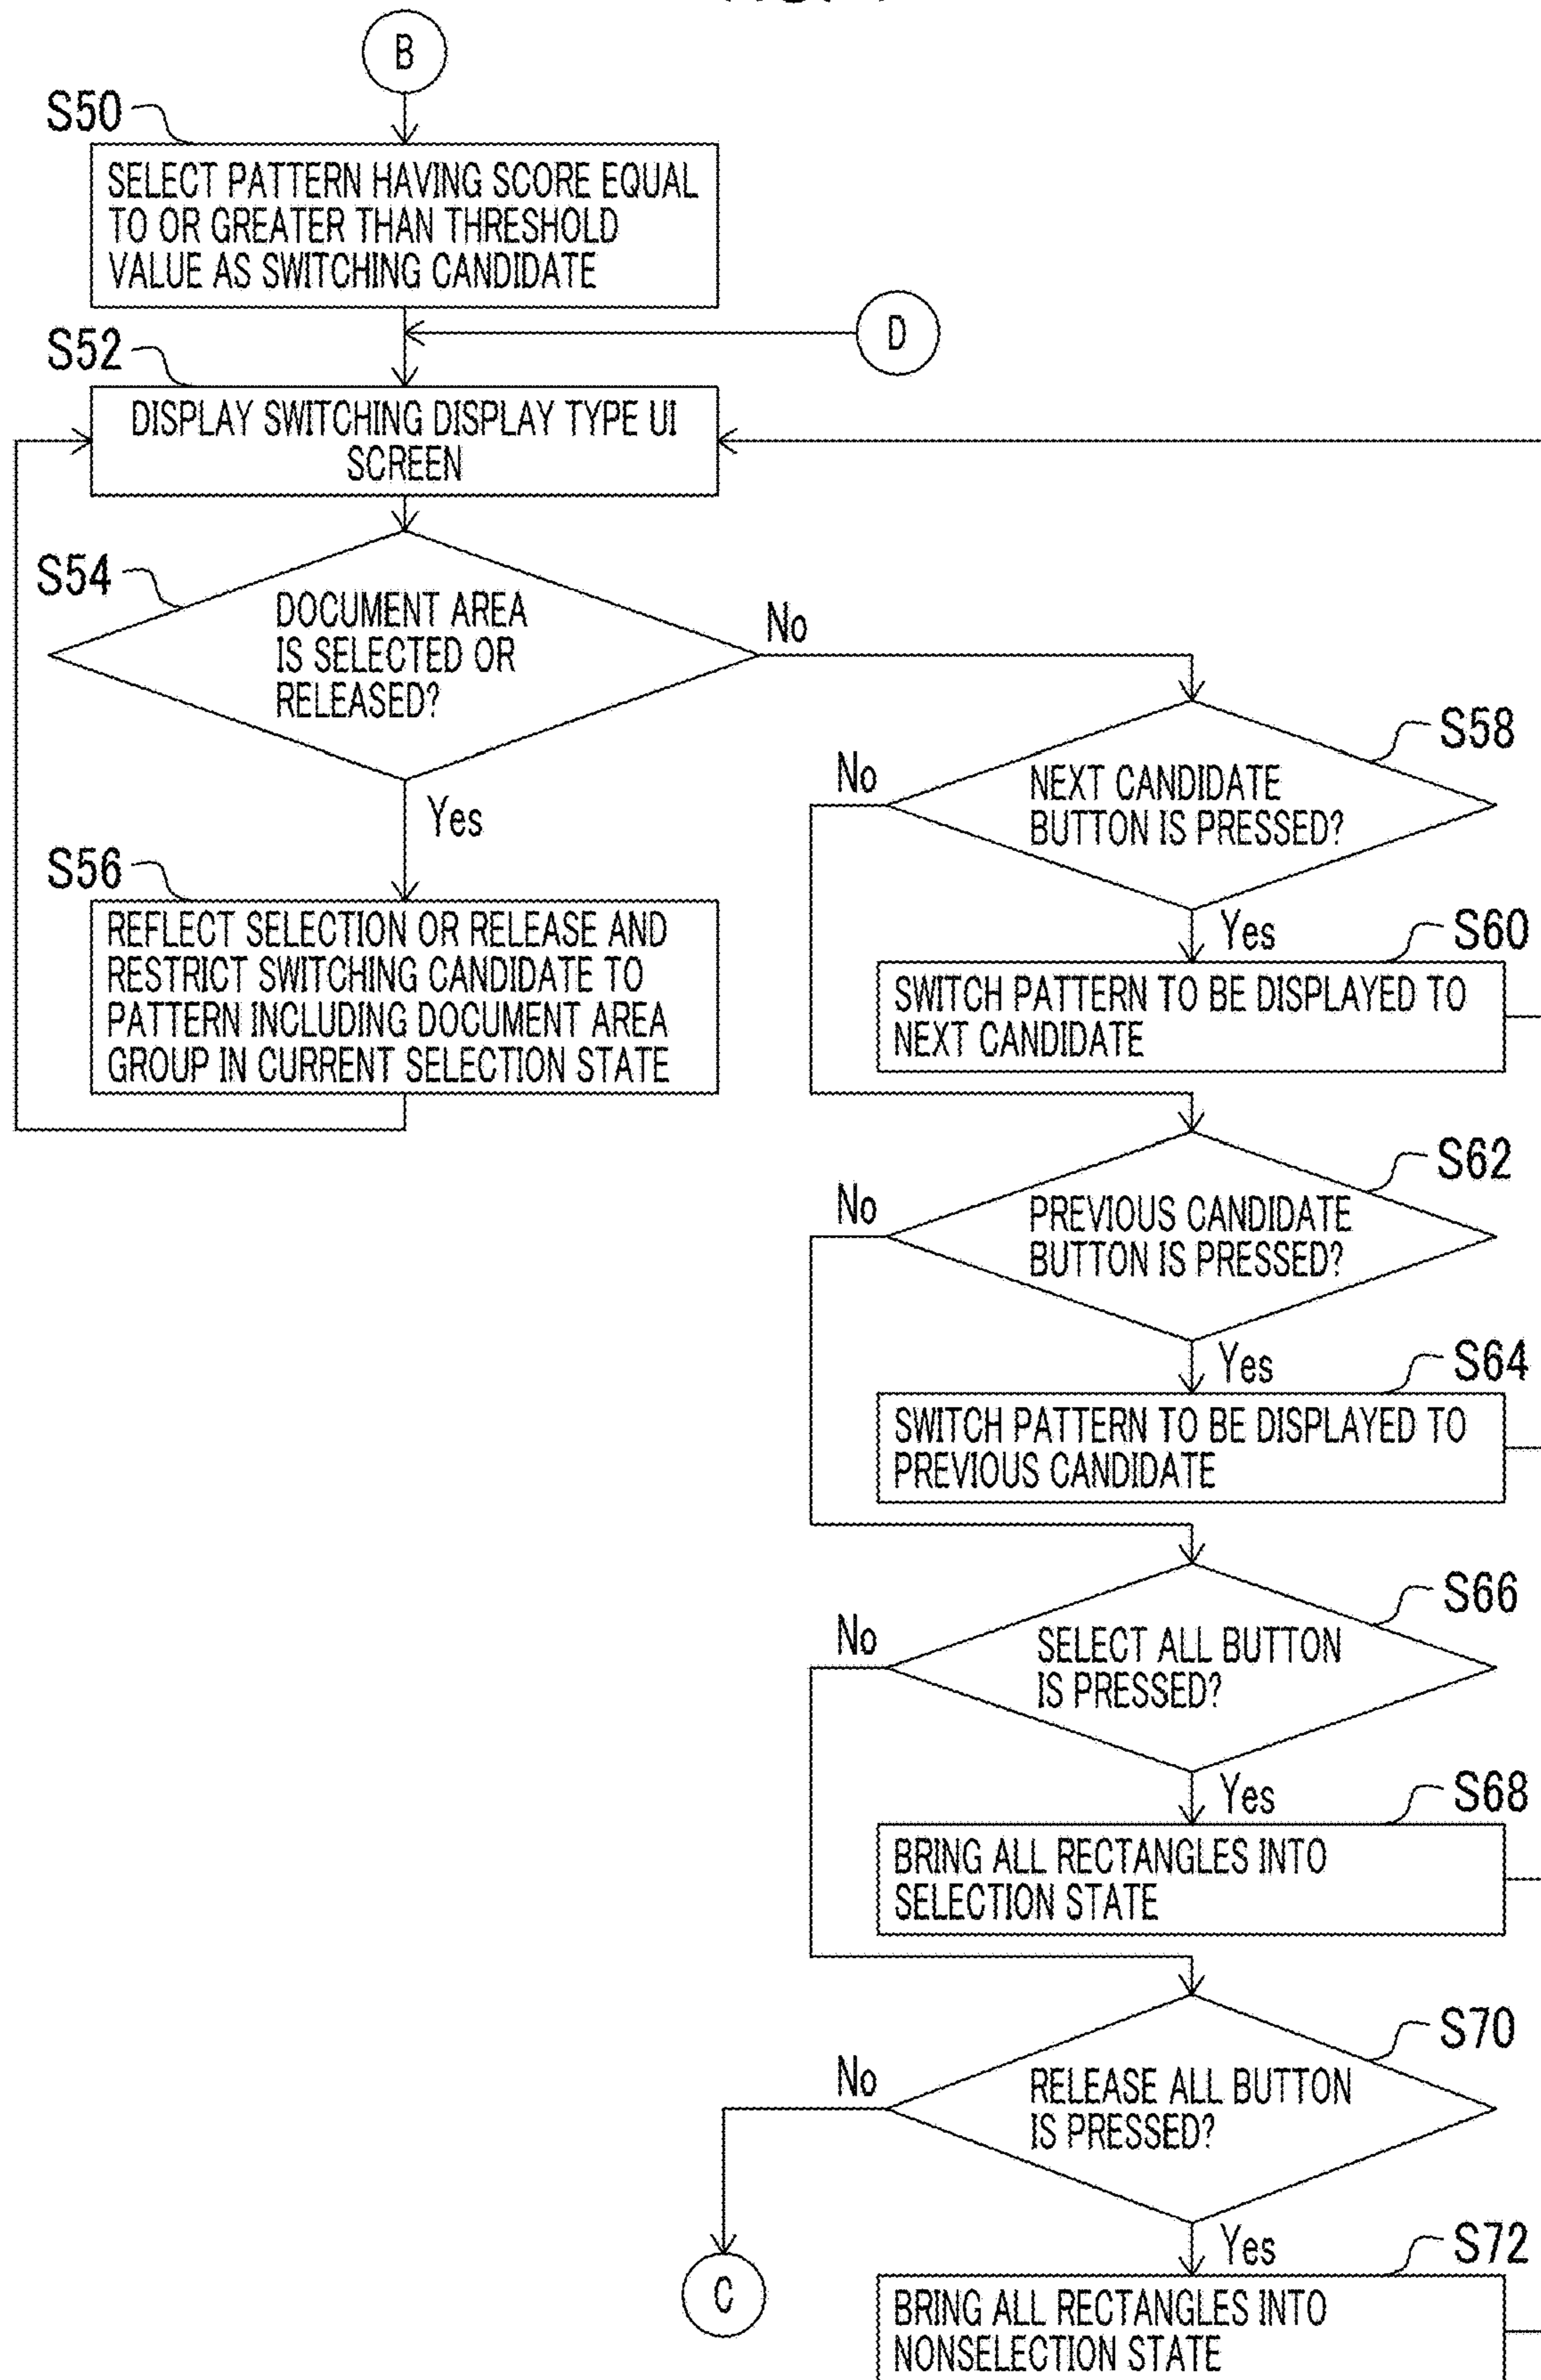 B
S50
SELECT PATTERN HAVING SCORE EQUAL
TO OR GREATER THAN THRESHOLD
VALUE AS SWITCHING CANDIDATE
D
S52
DISPLAY SWITCHING DISPLAY TYPE UI
SCREEN
S54
DOCUMENT AREA
IS SELECTED OR
RELEASED?
No
Yes
S56
REFLECT SELECTION OR RELEASE AND
RESTRICT SWITCHING CANDIDATE TO
PATTERN INCLUDING DOCUMENT AREA
GROUP IN CURRENT SELECTION STATE
S58
No
NEXT CANDIDATE
BUTTON IS PRESSED?
Yes
S60
SWITCH PATTERN TO BE DISPLAYED TO
NEXT CANDIDATE
S62
No
PREVIOUS CANDIDATE
BUTTON IS PRESSED?
Yes
S64
SWITCH PATTERN TO BE DISPLAYED TO
PREVIOUS CANDIDATE
S66
No
SELECT ALL BUTTON
IS PRESSED?
Yes
S68
BRING ALL RECTANGLES INTO
SELECTION STATE
S70
No
RELEASE ALL BUTTON
IS PRESSED?
Yes
C
S72
BRING ALL RECTANGLES INTO
NONSELECTION STATE